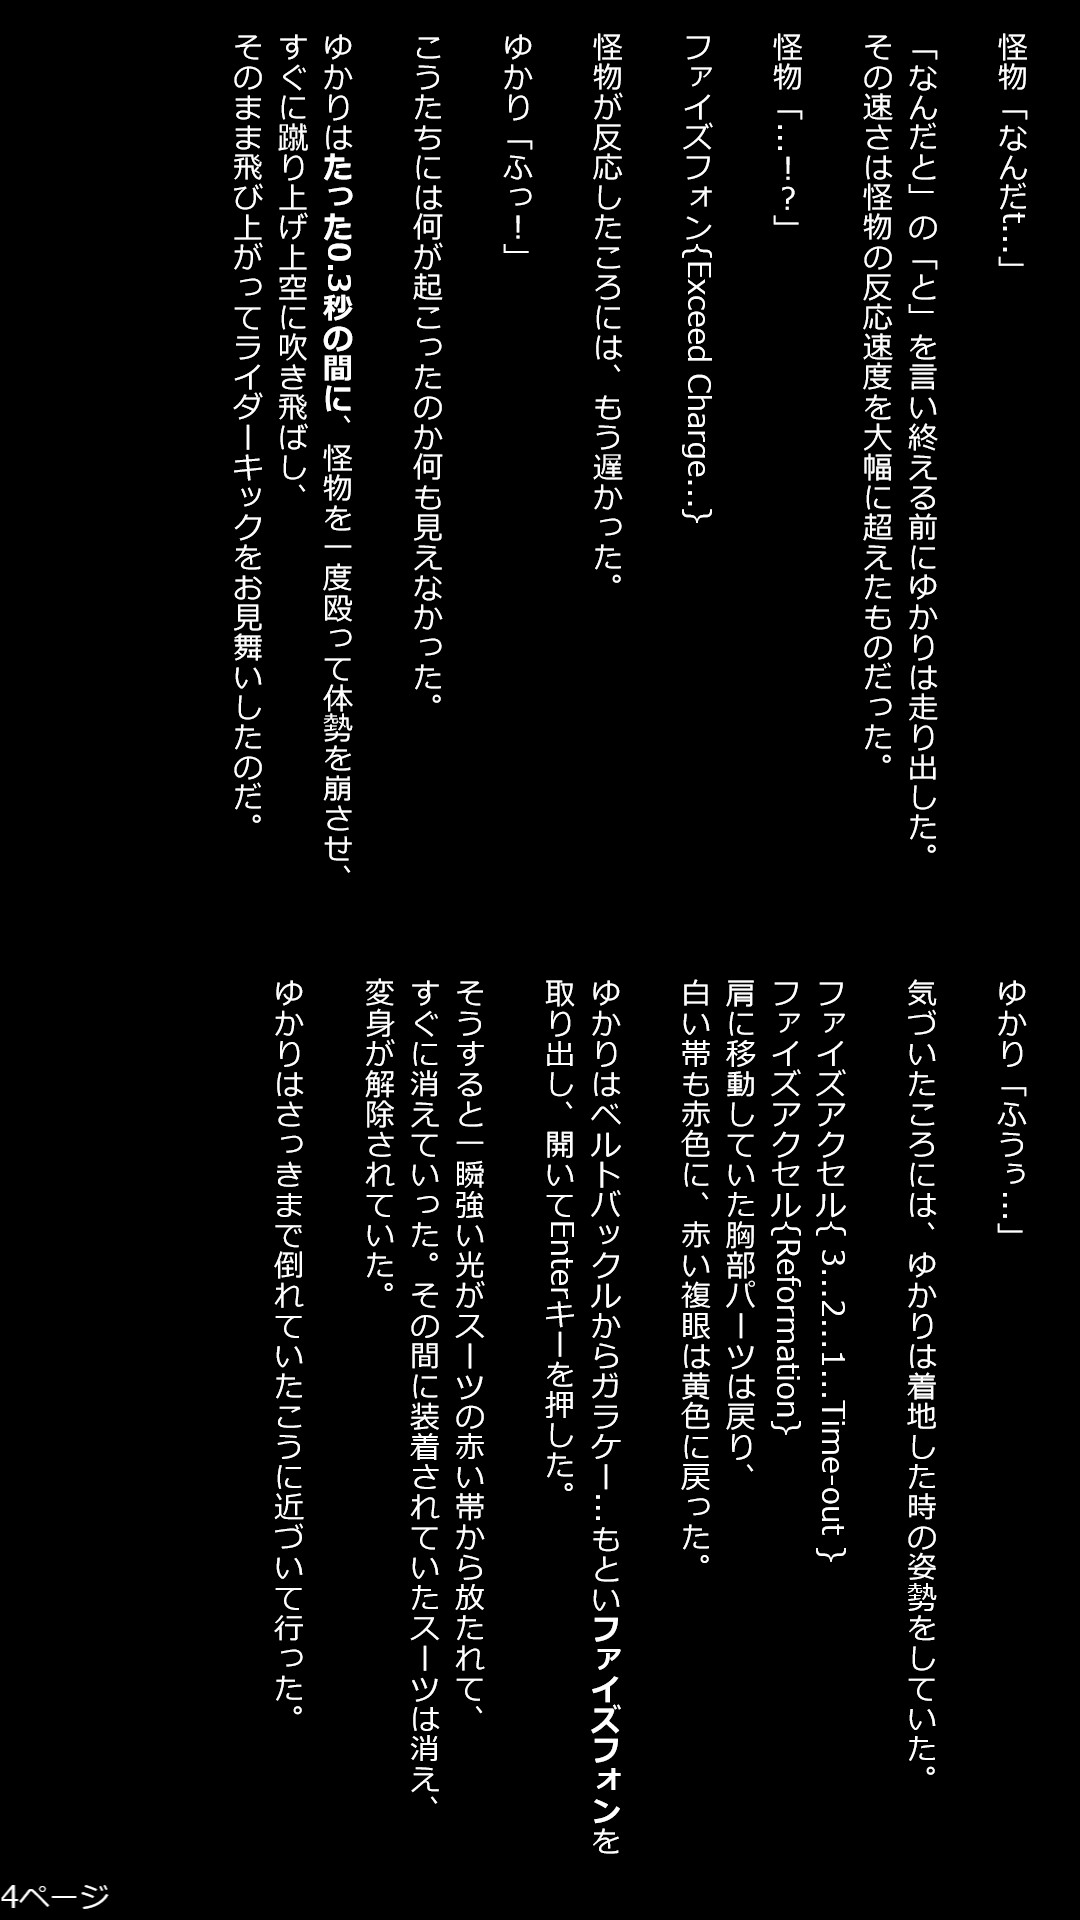 怪物「なんだt…」
「なんだと」の「と」を言い終える前にゆかりは走り出した。
その速さは怪物の反応速度を大幅に超えたものだった。
怪物「…！?」
ファイズフォン{Exceed Charge…}
怪物が反応したころには、もう遅かった。
ゆかり「ふっ！」
こうたちには何が起こったのか何も見えなかった。
ゆかりはたった0.3秒の間に、怪物を一度殴って体勢を崩させ、
すぐに蹴り上げ上空に吹き飛ばし、
そのまま飛び上がってライダーキックをお見舞いしたのだ。
ゆかり「ふうぅ…」
気づいたころには、ゆかりは着地した時の姿勢をしていた。
ファイズアクセル{ 3…2…1…Time-out }
ファイズアクセル{Reformation}
肩に移動していた胸部パーツは戻り、
白い帯も赤色に、赤い複眼は黄色に戻った。
ゆかりはベルトバックルからガラケー…もといファイズフォンを
取り出し、開いてEnterキーを押した。
そうすると一瞬強い光がスーツの赤い帯から放たれて、
すぐに消えていった。その間に装着されていたスーツは消え、
変身が解除されていた。
ゆかりはさっきまで倒れていたこうに近づいて行った。
4ページ